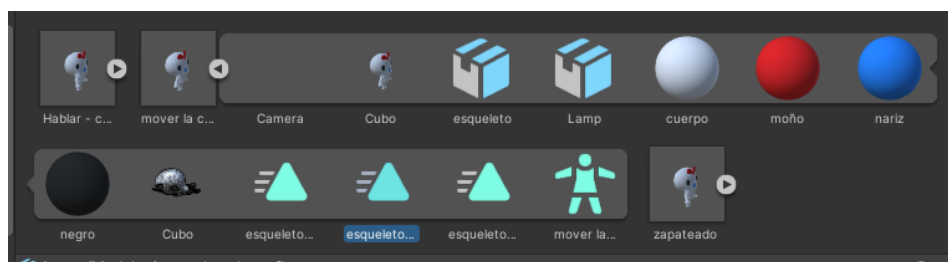 Hablar - c...
mover la c...
Camera
Cubo
esqueleto
Lamp
cuerpo
moño
nariz
negro
Cubo
esqueleto...
esqueleto...
esqueleto...
mover la...
zapateado